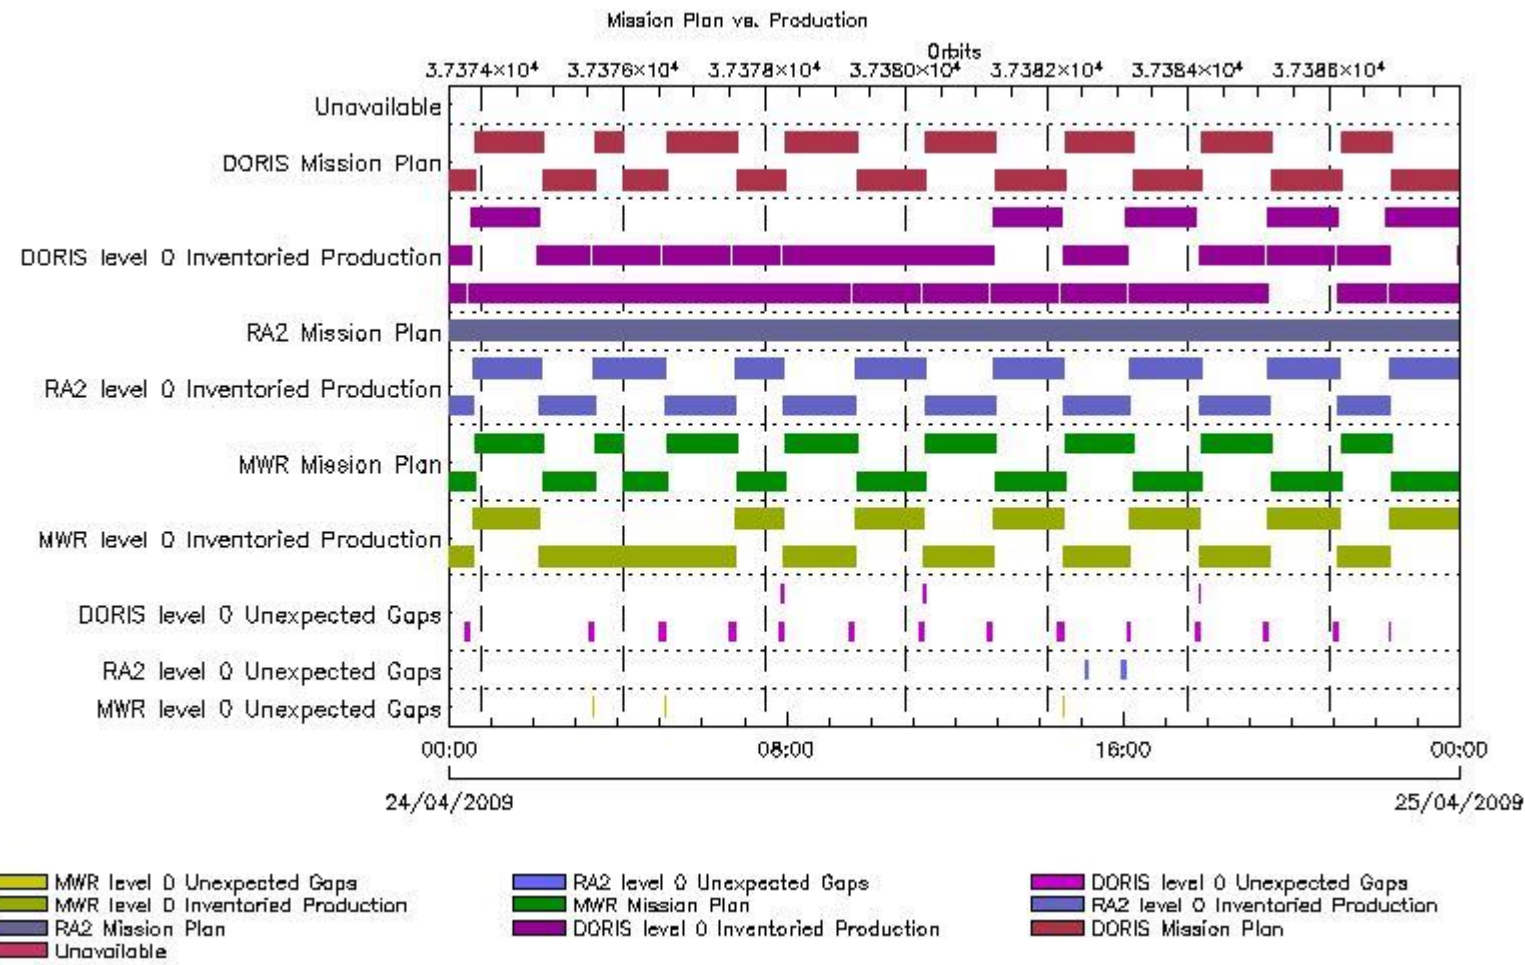 Mission Plan vs. Production
Orbits
3.7374×10⁴ 3.7376×10⁴ 3.7378×10⁴ 3.7380×10⁴ 3.7382×10⁴ 3.7384×10⁴ 3.7386×10⁴
Unavailable
DORIS Mission Plan
DORIS level 0 Inventoried Production
RA2 Mission Plan
RA2 level 0 Inventoried Production
MWR Mission Plan
MWR level 0 Inventoried Production
DORIS level 0 Unexpected Gaps
RA2 level 0 Unexpected Gaps
MWR level 0 Unexpected Gaps
00:00 08:00 16:00 00:00
24/04/2009 25/04/2009
MWR level 0 Unexpected Gaps RA2 level 0 Unexpected Gaps DORIS level 0 Unexpected Gaps
MWR level 0 Inventoried Production MWR Mission Plan RA2 level 0 Inventoried Production
RA2 Mission Plan DORIS level 0 Inventoried Production DORIS Mission Plan
Unavailable